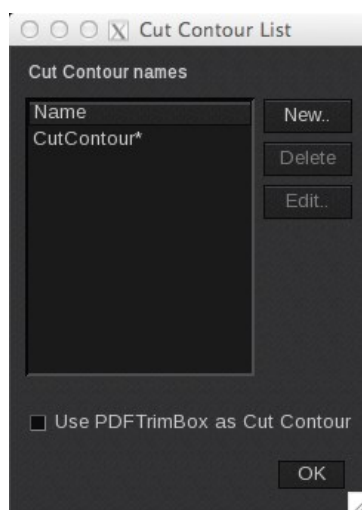 X Cut Contour List
Cut Contour names
Name
CutContour*
New..
Delete
Edit..
Use PDFTrimBox as Cut Contour
OK